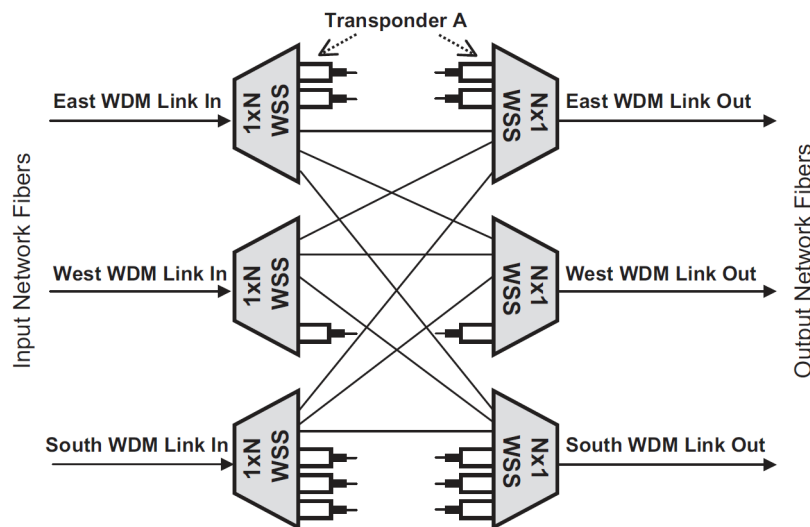 Transponder A
East WDM Link In
1xN
WSS
Nx1
WSS
East WDM Link Out
Input Network Fibers
West WDM Link In
1xN
WSS
Nx1
WSS
West WDM Link Out
Output Network Fibers
South WDM Link In
1xN
WSS
Nx1
WSS
South WDM Link Out